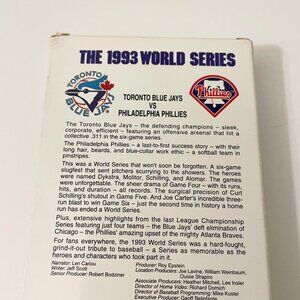 THE 1993 WORLD SERIES
TORONTO
BLUE JAYS
TORONTO BLUE JAYS
VS
PHILADELPHIA PHILLIES
Phillies
The Toronto Blue Jays – the defending champions – sleek,
corporate, efficient – featuring an offensive arsenal that hit a
collective .311 in the six-game series.
The Philadelphia Phillies – a last-to-first success story – with their
long hair, beards, and blue-collar work ethic – a softball team in
pinstripes.
This was a World Series that won't soon be forgotten. A six-game
slugfest that sent pitchers scurrying to the showers. The heroes
were named Dykstra, Molitor, Schilling, and Alomar. The games
were unforgettable. The sheer drama of Game Four – with its runs,
hits, and duration – all records. The surgical precision of Curt
Schilling's shutout in Game Five. And Joe Carter's incredible three-
run blast to win Game Six – just the second time in history a home
run has ended a World Series.
Plus, extensive highlights from the last League Championship
Series featuring just four teams – the Blue Jays' deft elimination of
Chicago – the Phillies' amazing upset of the mighty Atlanta Braves.
For fans everywhere, the 1993 World Series was a hard-fought,
grind-it-out tribute to baseball – a Series as memorable as the
heroes and champions who took part in it.
Narrator: Len Cariou
Writer: Jeff Scott
Senior Producer: Robert Bodziner
Producer: Roy Epstein
Location Producers: Joe Lavine, William Weinbaum,
Ouisie Shapiro
Associate Producers: Heather Mitchell, Lee Insler
Director of Home Video: Richard Domich
Director of Baseball Programming: Mike Kostel
Executive Producer: Geoff Belinfante